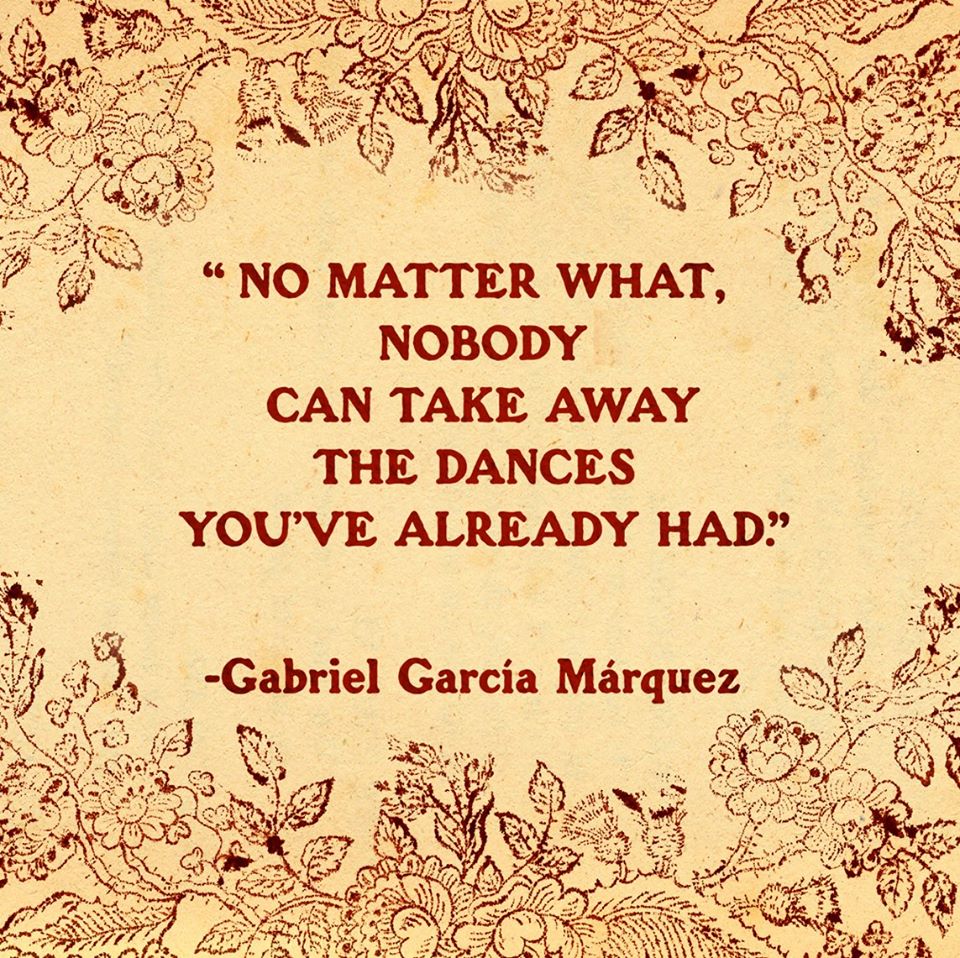 “ NO MATTER WHAT,
NOBODY
CAN TAKE AWAY
THE DANCES
YOU’VE ALREADY HAD.”
-Gabriel García Márquez